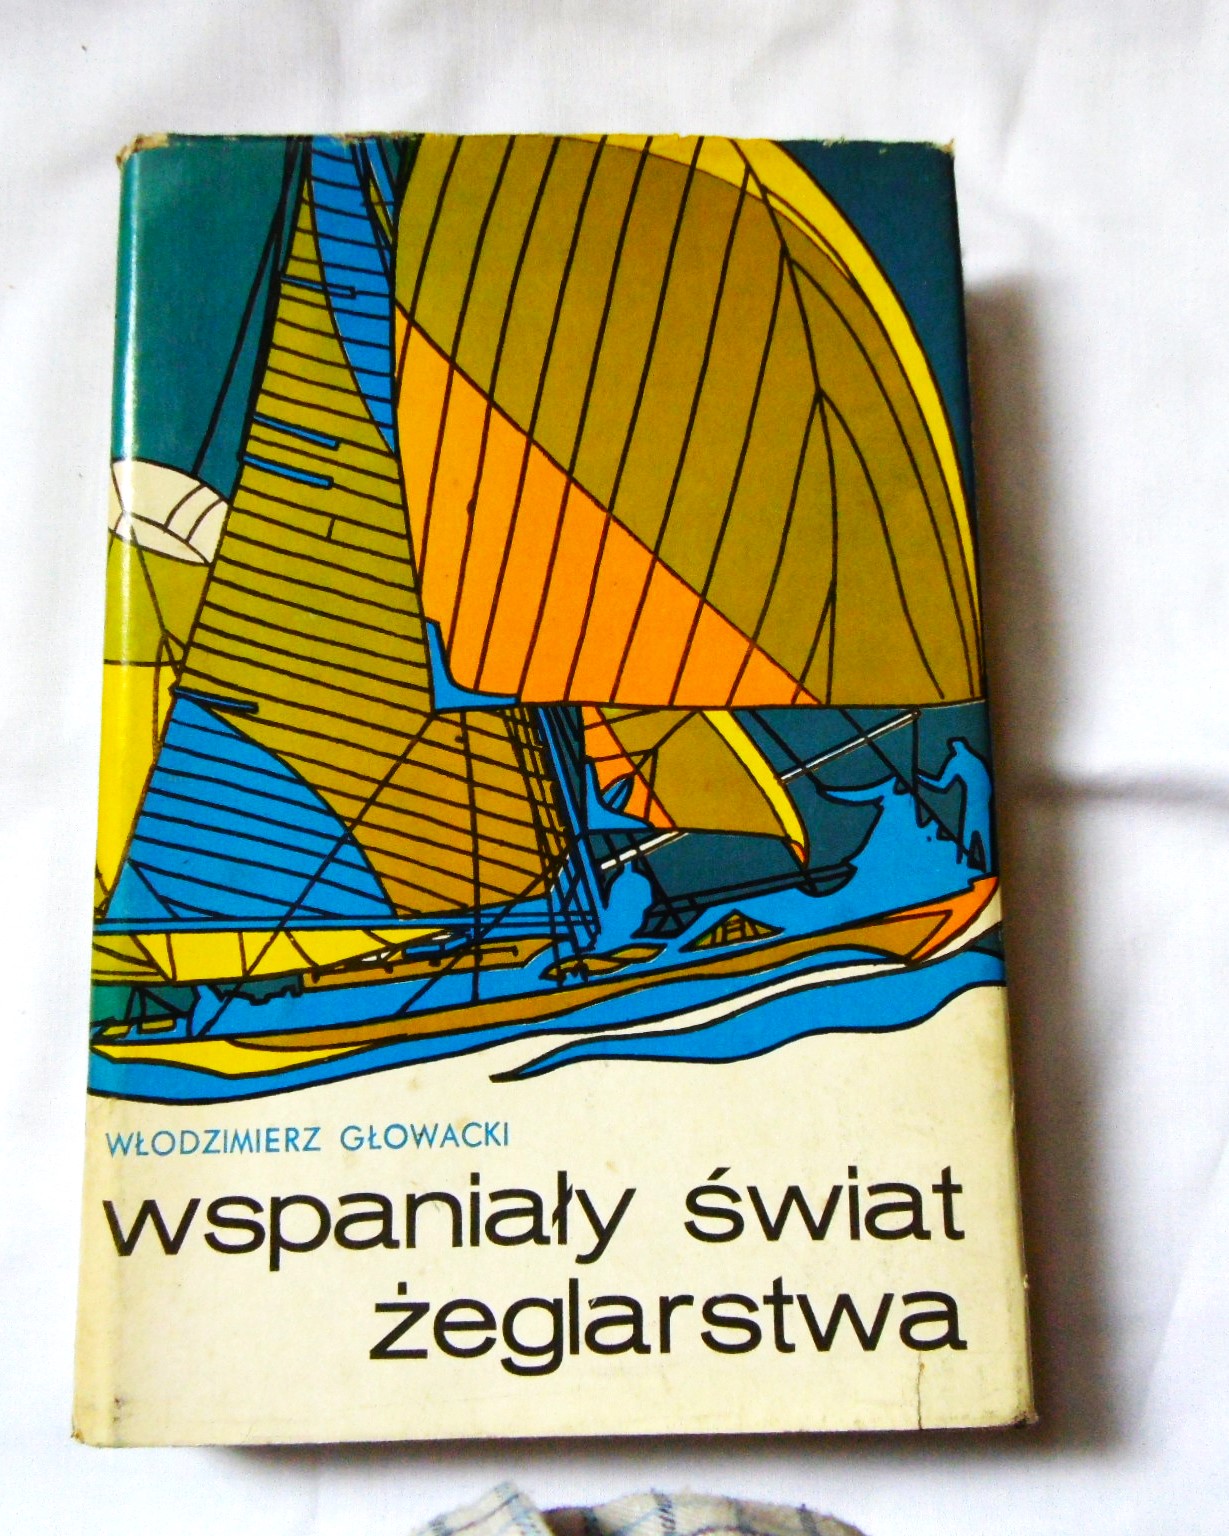 WŁODZIMIERZ GŁOWACKI
wspaniały świat
żeglarstwa